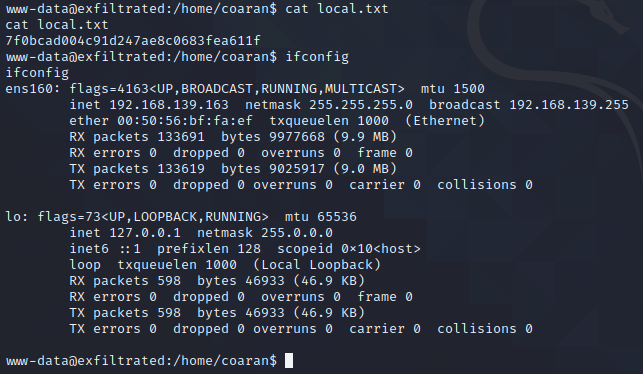 www-data@exfiltrated:/home/coaran$ cat local.txt
cat local.txt
7f0bcad004c91d247ae8c0683fea611f
www-data@exfiltrated:/home/coaran$ ifconfig
ifconfig
ens160: flags=4163<UP,BROADCAST,RUNNING,MULTICAST>  mtu 1500
        inet 192.168.139.163  netmask 255.255.255.0  broadcast 192.168.139.255
        ether 00:50:56:bf:fa:ef  txqueuelen 1000  (Ethernet)
        RX packets 133691  bytes 9977668 (9.9 MB)
        RX errors 0  dropped 0  overruns 0  frame 0
        TX packets 133619  bytes 9025917 (9.0 MB)
        TX errors 0  dropped 0 overruns 0  carrier 0  collisions 0

lo: flags=73<UP,LOOPBACK,RUNNING>  mtu 65536
        inet 127.0.0.1  netmask 255.0.0.0
        inet6 ::1  prefixlen 128  scopeid 0×10<host>
        loop  txqueuelen 1000  (Local Loopback)
        RX packets 598  bytes 46933 (46.9 KB)
        RX errors 0  dropped 0  overruns 0  frame 0
        TX packets 598  bytes 46933 (46.9 KB)
        TX errors 0  dropped 0 overruns 0  carrier 0  collisions 0

www-data@exfiltrated:/home/coaran$